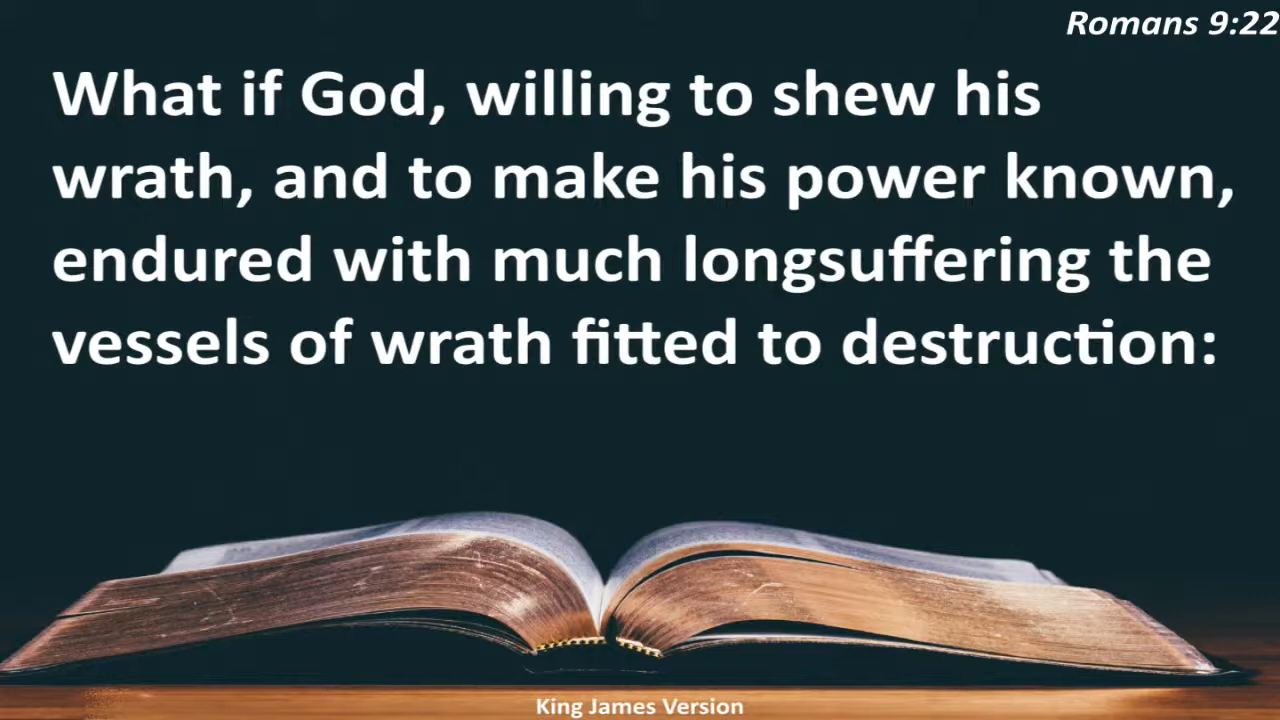 Romans 9:22
What if God, willing to shew his
wrath, and to make his power known,
endured with much longsuffering the
vessels of wrath fitted to destruction:
King James Version